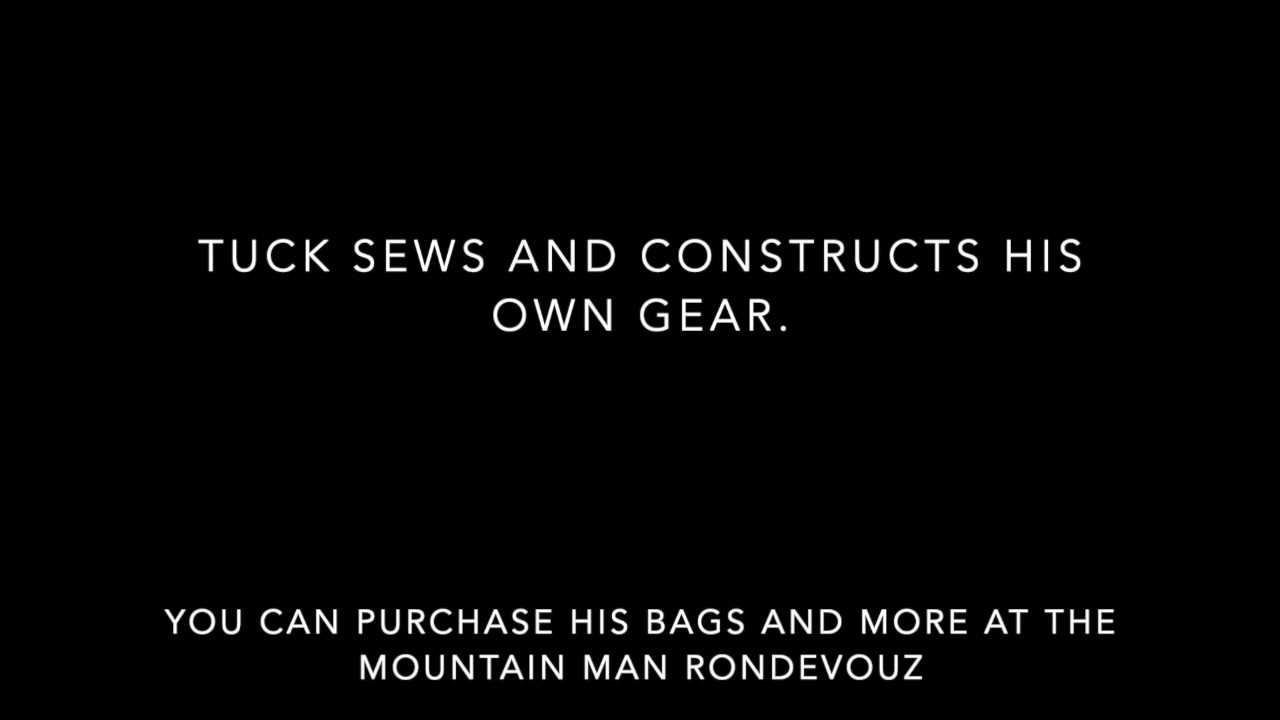 TUCK SEWS AND CONSTRUCTS HIS
OWN GEAR.
YOU CAN PURCHASE HIS BAGS AND MORE AT THE
MOUNTAIN MAN RONDEVOUZ